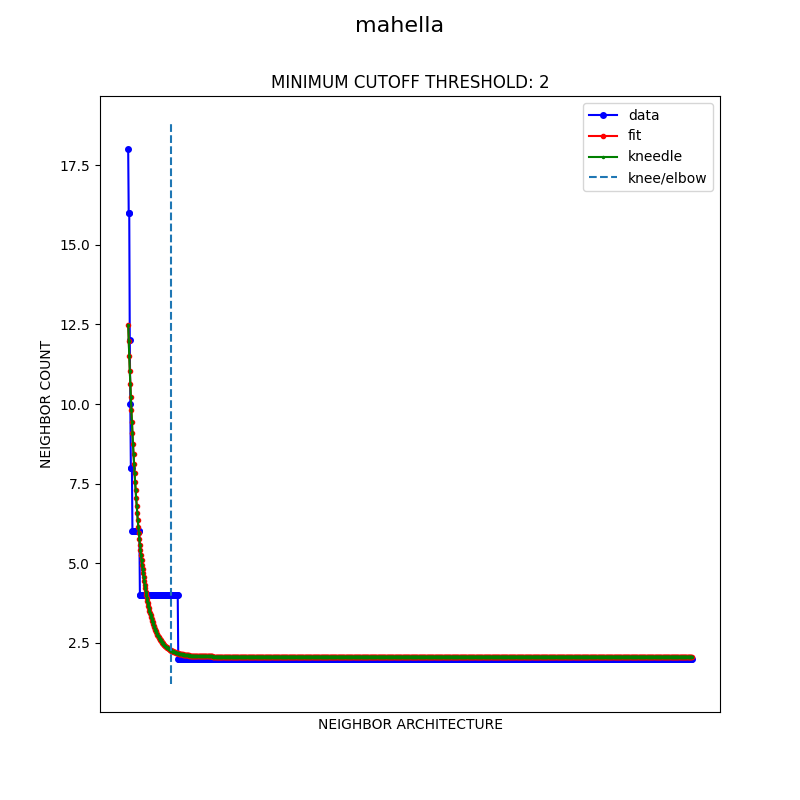 mahella
MINIMUM CUTOFF THRESHOLD: 2
data
fit
kneedle
knee/elbow
17.5
15.0
12.5
10.0
7.5
5.0
2.5
NEIGHBOR COUNT
NEIGHBOR ARCHITECTURE